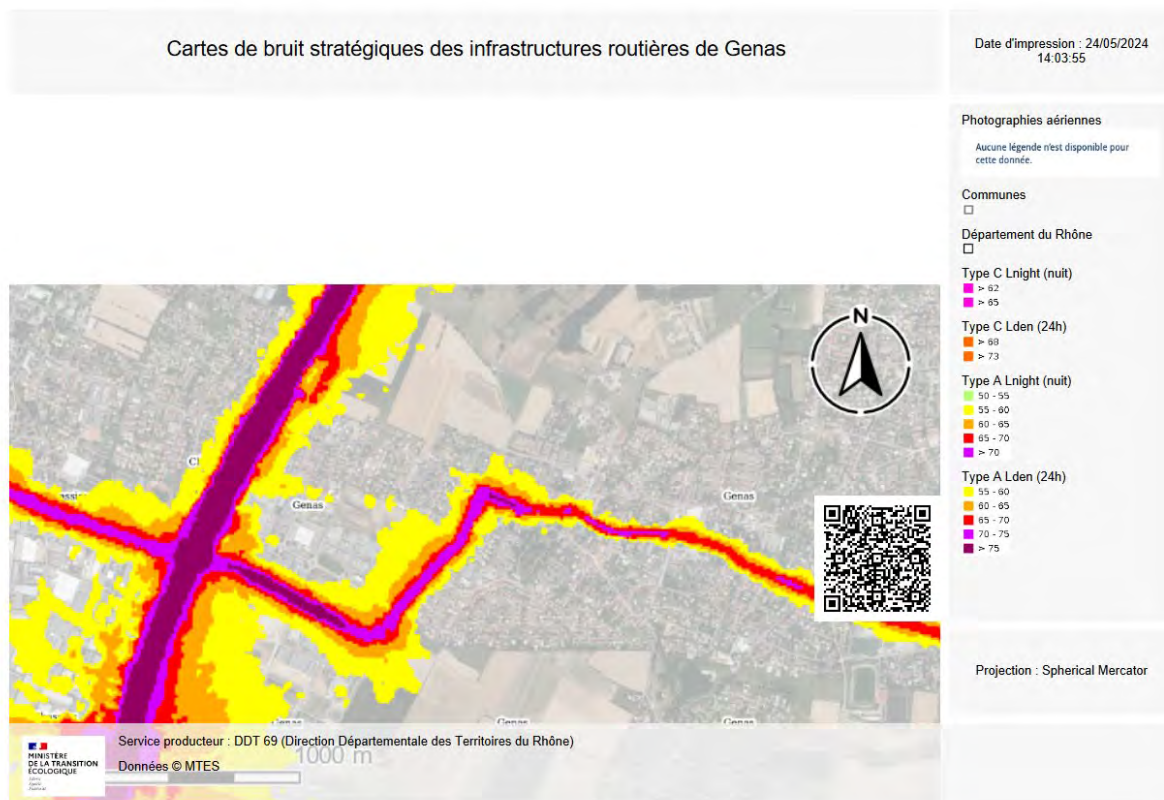 Cartes de bruit stratégiques des infrastructures routières de Genas
Date d'impression : 24/05/2024
14:03:55
Photographies aériennes
Aucune légende n'est disponible pour
cette donnée.
Communes
Département du Rhône
Type C Lnight (nuit)
> 62
> 65
Type C Lden (24h)
> 68
> 73
Type A Lnight (nuit)
50 - 55
55 - 60
60 - 65
65 - 70
> 70
Type A Lden (24h)
55 - 60
60 - 65
65 - 70
70 - 75
> 75
N
Genas
Genas
Genas
Genas
Genas
Projection : Spherical Mercator
MINISTÈRE
DE LA TRANSITION
ÉCOLOGIQUE
Service producteur : DDT 69 (Direction Départementale des Territoires du Rhône)
Données © MTES
1000 m